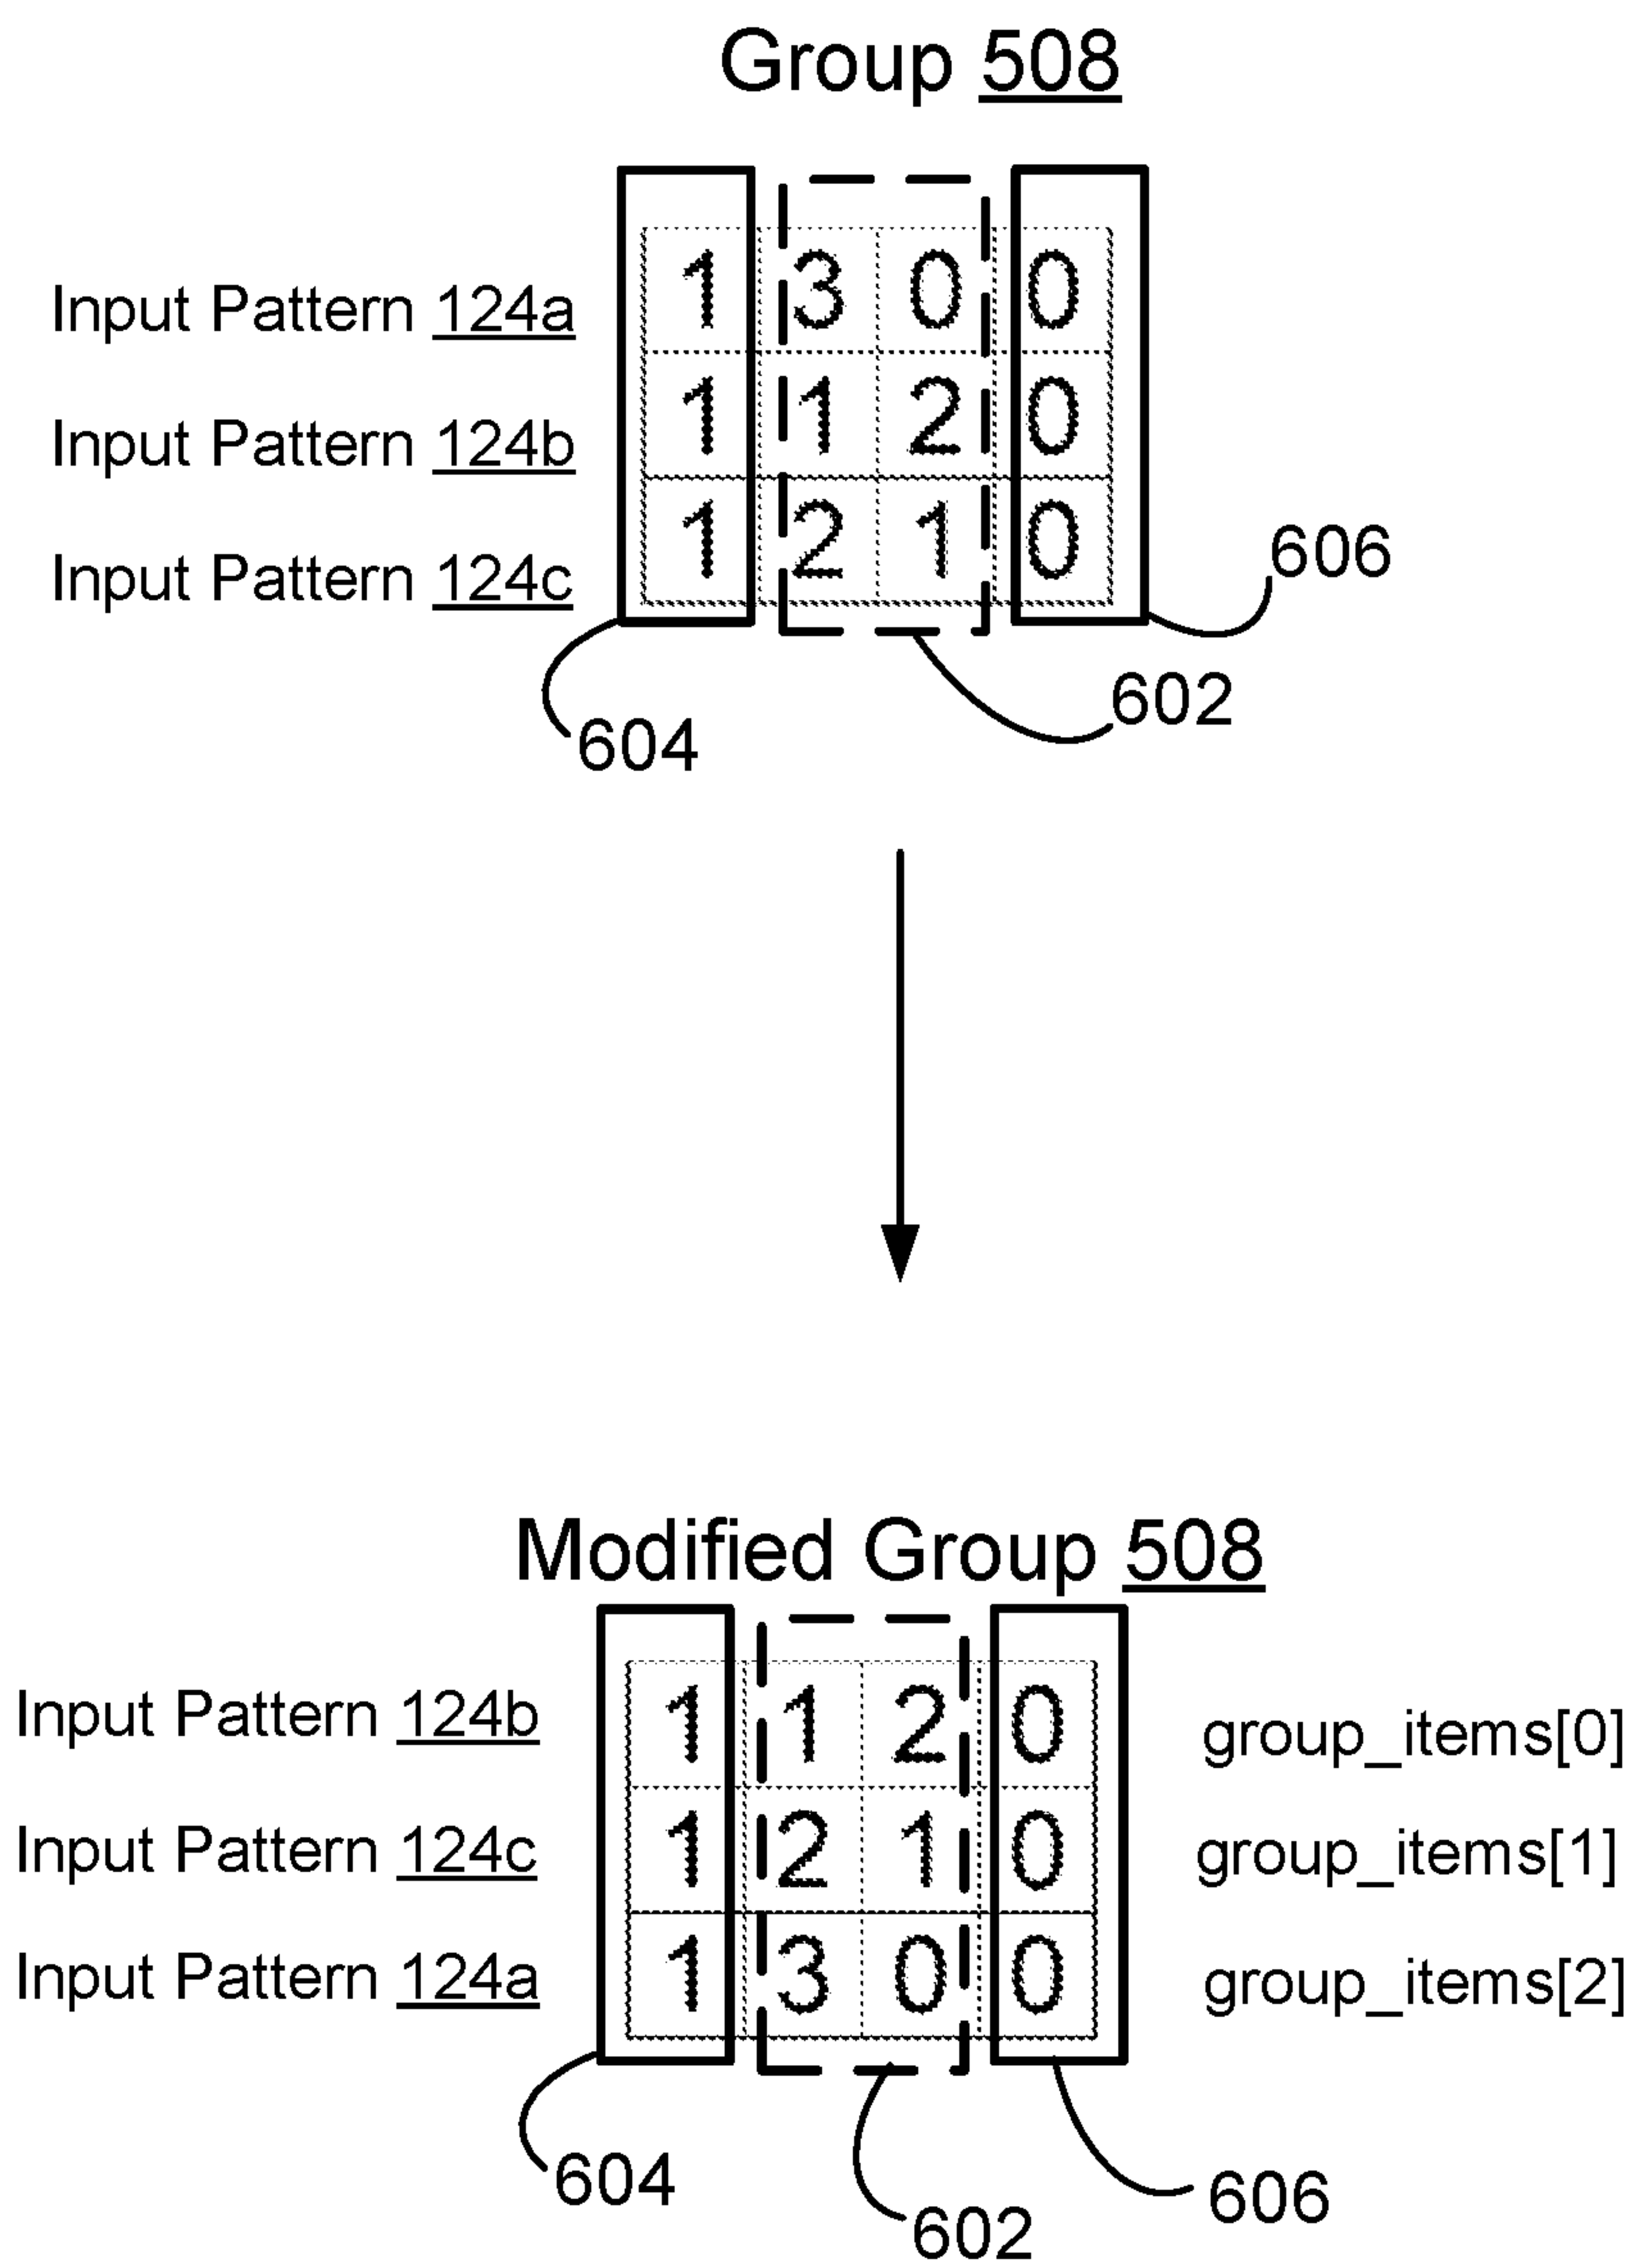 Group 508
Input Pattern 124a 1 3 0 0
Input Pattern 124b 1 1 2 0
Input Pattern 124c 1 2 1 0
606
602
604
Modified Group 508
Input Pattern 124b 1 1 2 0 group_items[0]
Input Pattern 124c 1 2 1 0 group_items[1]
Input Pattern 124a 1 3 0 0 group_items[2]
604
606
602